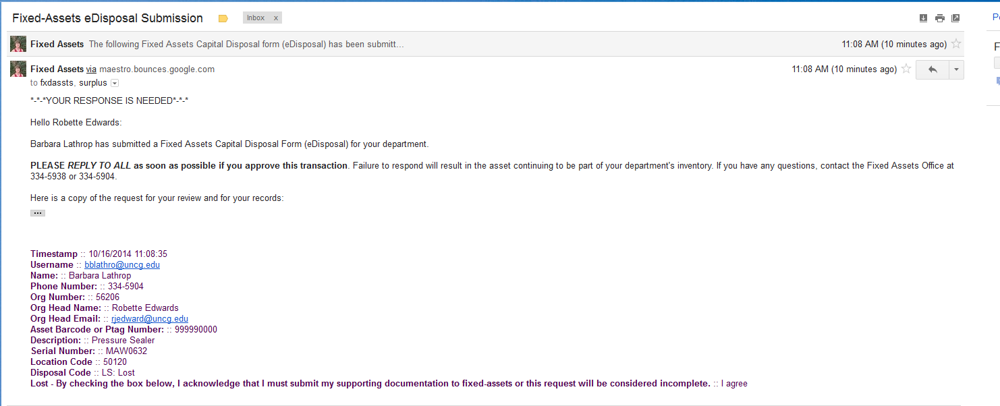 Fixed-Assets eDisposal Submission
Inbox x
Fixed Assets The following Fixed Assets Capital Disposal form (eDisposal) has been submitt... 11:08 AM (10 minutes ago)
Fixed Assets via maestro.bounces.google.com 11:08 AM (10 minutes ago)
to fxdassts, surplus
*-*-*YOUR RESPONSE IS NEEDED*-*-*
Hello Robette Edwards:
Barbara Lathrop has submitted a Fixed Assets Capital Disposal Form (eDisposal) for your department.
PLEASE REPLY TO ALL as soon as possible if you approve this transaction. Failure to respond will result in the asset continuing to be part of your department's inventory. If you have any questions, contact the Fixed Assets Office at
334-5938 or 334-5904.
Here is a copy of the request for your review and for your records:
...
Timestamp :: 10/16/2014 11:08:35
Username :: bblathro@uncg.edu
Name: :: Barbara Lathrop
Phone Number: :: 334-5904
Org Number: :: 56206
Org Head Name: :: Robette Edwards
Org Head Email: :: rjedward@uncg.edu
Asset Barcode or Ptag Number: :: 999990000
Description: :: Pressure Sealer
Serial Number: :: MAW0632
Location Code :: 50120
Disposal Code :: LS: Lost
Lost - By checking the box below, I acknowledge that I must submit my supporting documentation to fixed-assets or this request will be considered incomplete. :: I agree